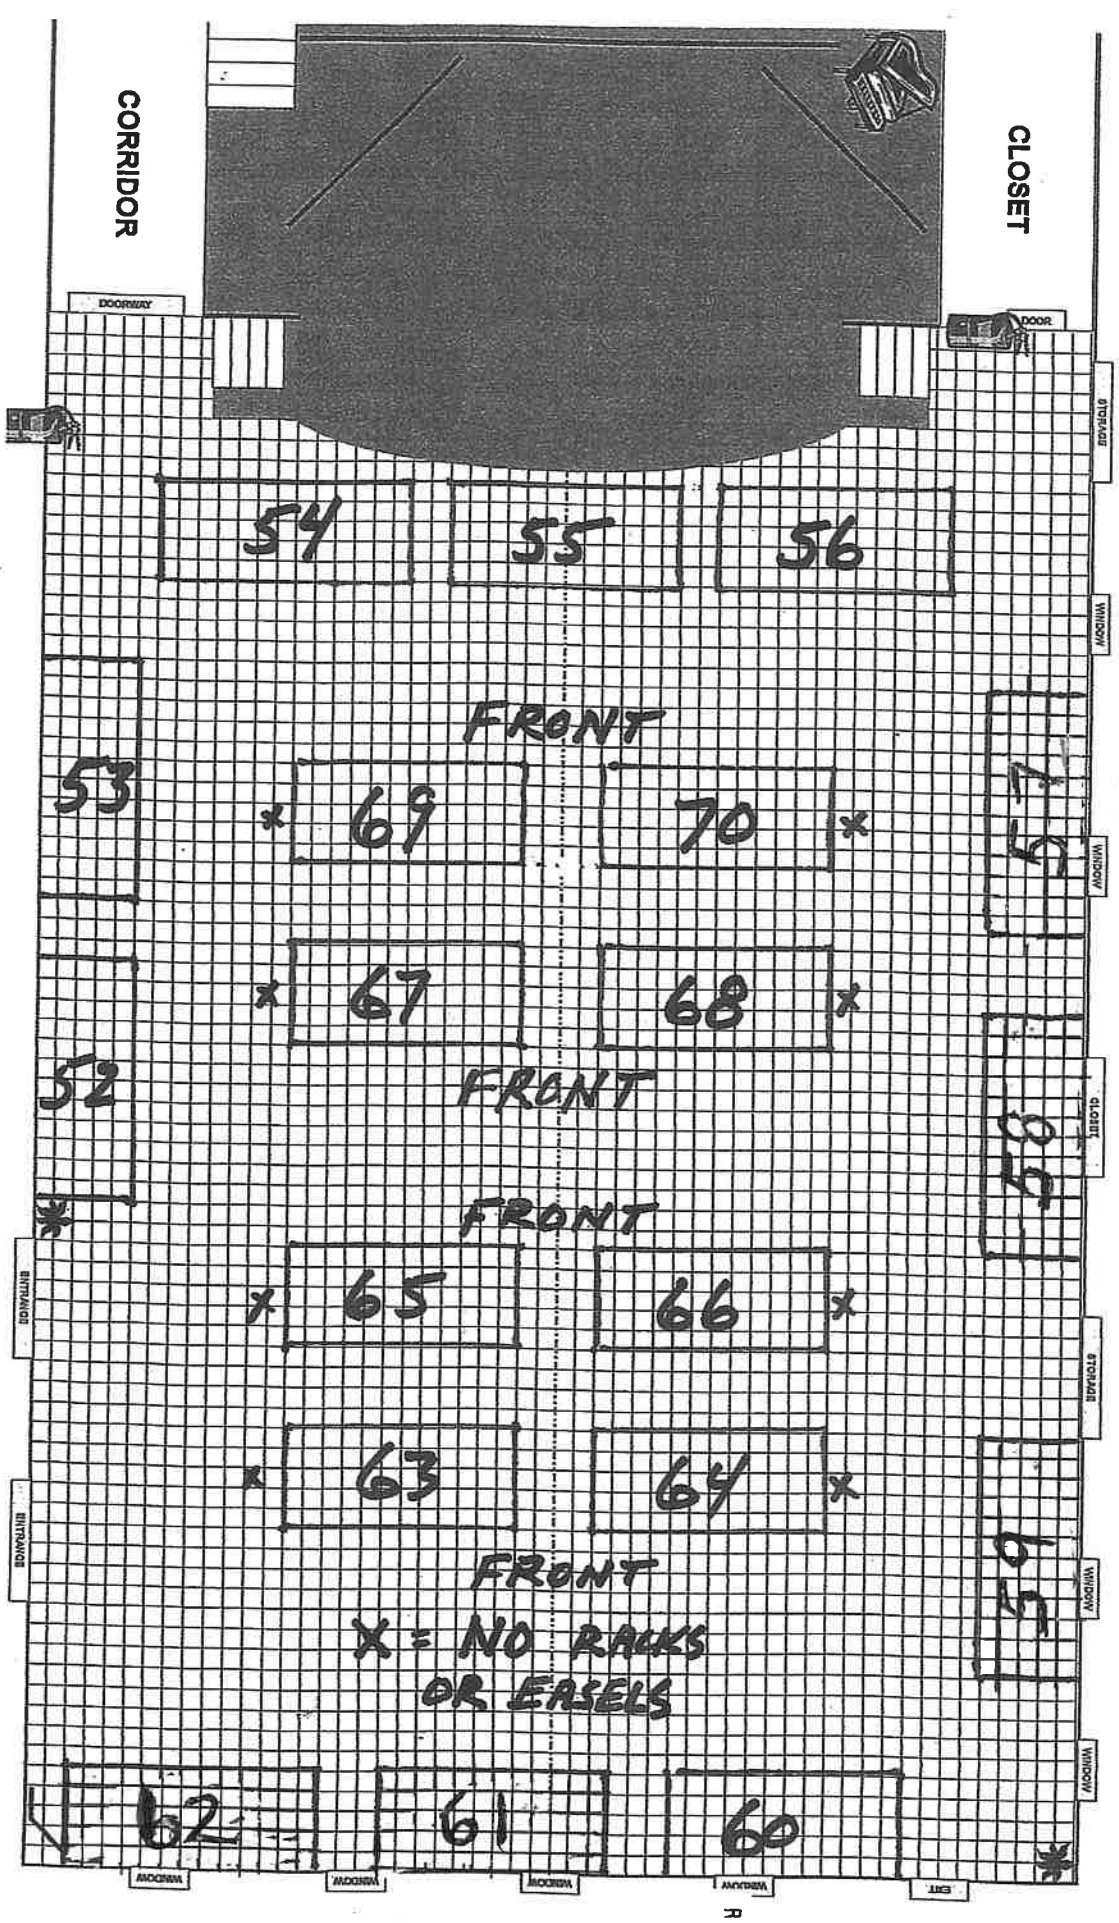 CORRIDOR
CLOSET
DOORWAY
DOOR
STORAGE
54
55
56
WINDOW
FRONT
53
69
70
57
WINDOW
X
X
67
68
X
X
52
FRONT
58
CLOSET
FRONT
ENTRANCE
65
66
X
X
STORAGE
63
64
X
X
ENTRANCE
59
WINDOW
FRONT
X = NO RACKS
OR EASELS
WINDOW
62
61
60
WINDOW
WINDOW
WINDOW
WINDOW
EXIT
R